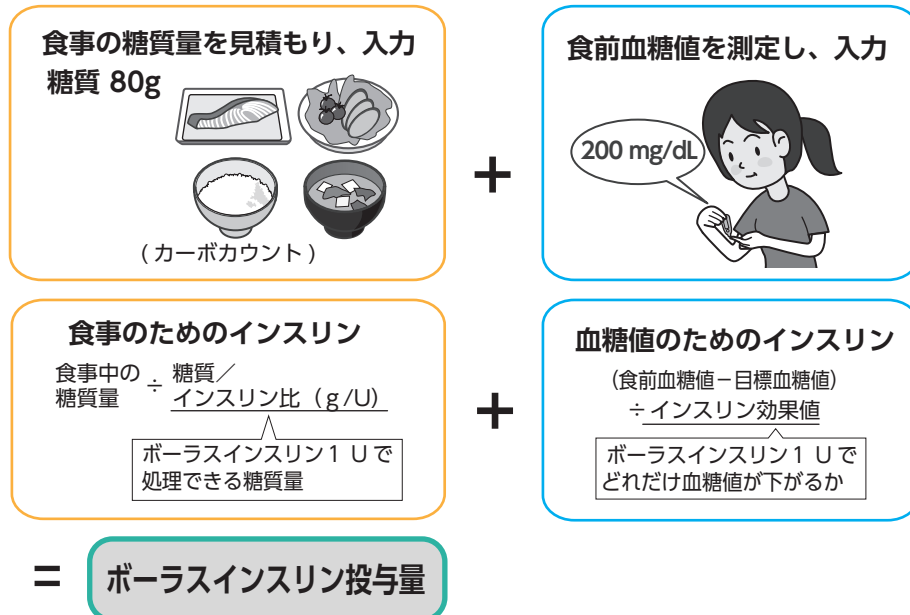 食事の糖質量を見積もり、入力
糖質 80g
(カーボカウント)
+
食前血糖値を測定し、入力
200 mg/dL
食事のためのインスリン
食事中の糖質量 ÷ 糖質／インスリン比（g/U）
ボーラスインスリン1 Uで
処理できる糖質量
+
血糖値のためのインスリン
(食前血糖値－目標血糖値)
÷インスリン効果値
ボーラスインスリン1 Uで
どれだけ血糖値が下がるか
= ボーラスインスリン投与量